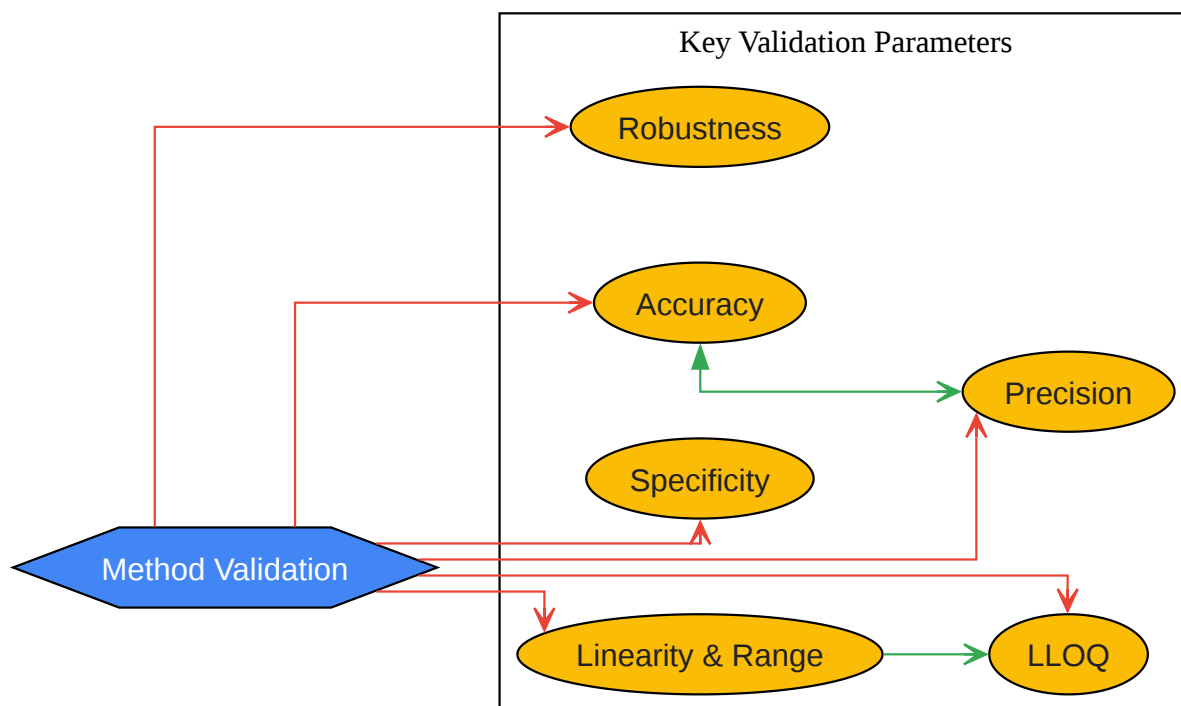 Key Validation Parameters
Robustness
Accuracy
Precision
Specificity
Method Validation
Linearity & Range
LLOQ